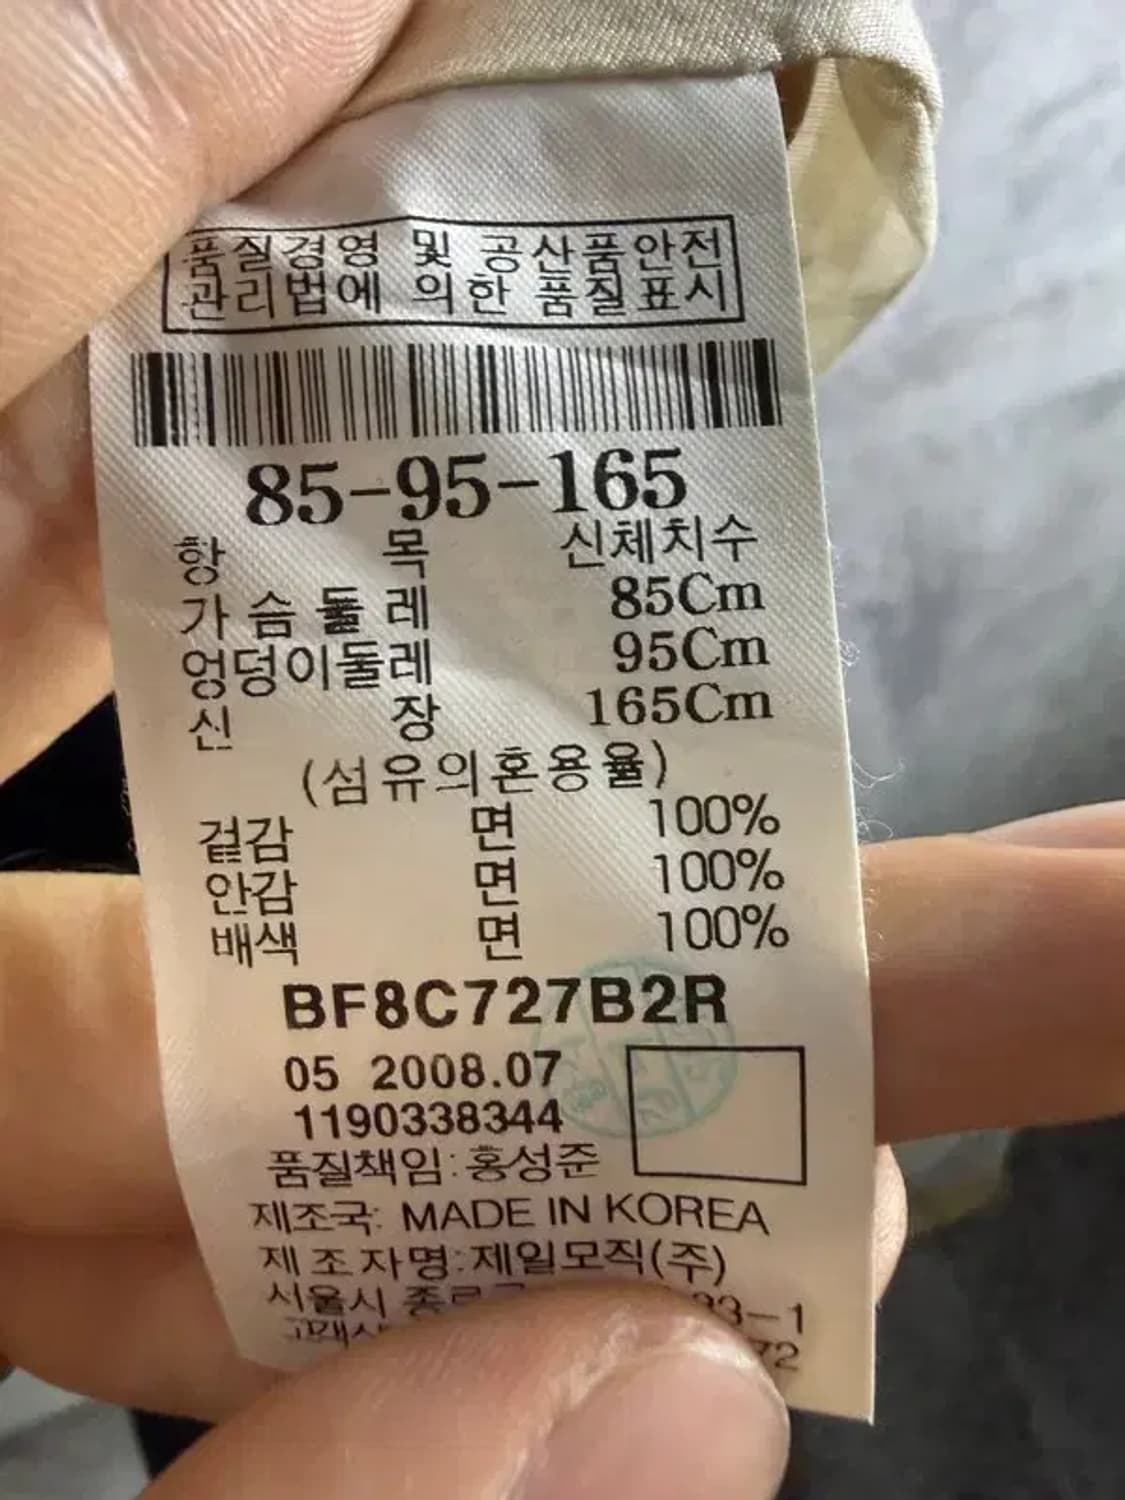 품질경영 및 공산품안전
관리법에 의한 품질표시
85-95-165
항 목 신체치수
가슴둘레 85Cm
엉덩이둘레 95Cm
신 장 165Cm
(섬유의혼용율)
겉감 면 100%
안감 면 100%
배색 면 100%
BF8C727B2R
05 2008.07
1190338344
품질책임:홍성준
제조국: MADE IN KOREA
제조자명:제일모직(주)
서울시